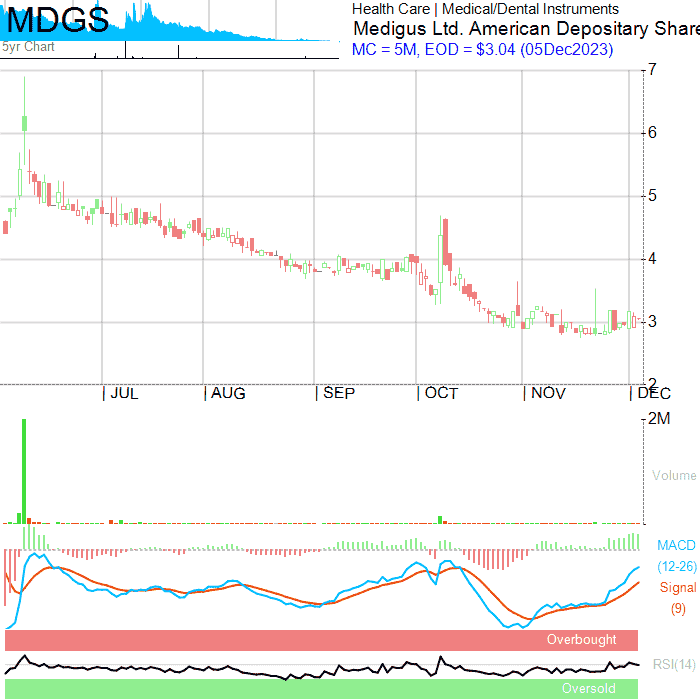 MDGS
5yr Chart
Health Care | Medical/Dental Instruments
Medigus Ltd. American Depositary Share
MC = 5M, EOD = $3.04 (05Dec2023)
7
6
5
4
3
2
JUL AUG SEP OCT NOV DEC
2M
Volume
MACD
(12-26)
Signal
(9)
Overbought
RSI(14)
Oversold